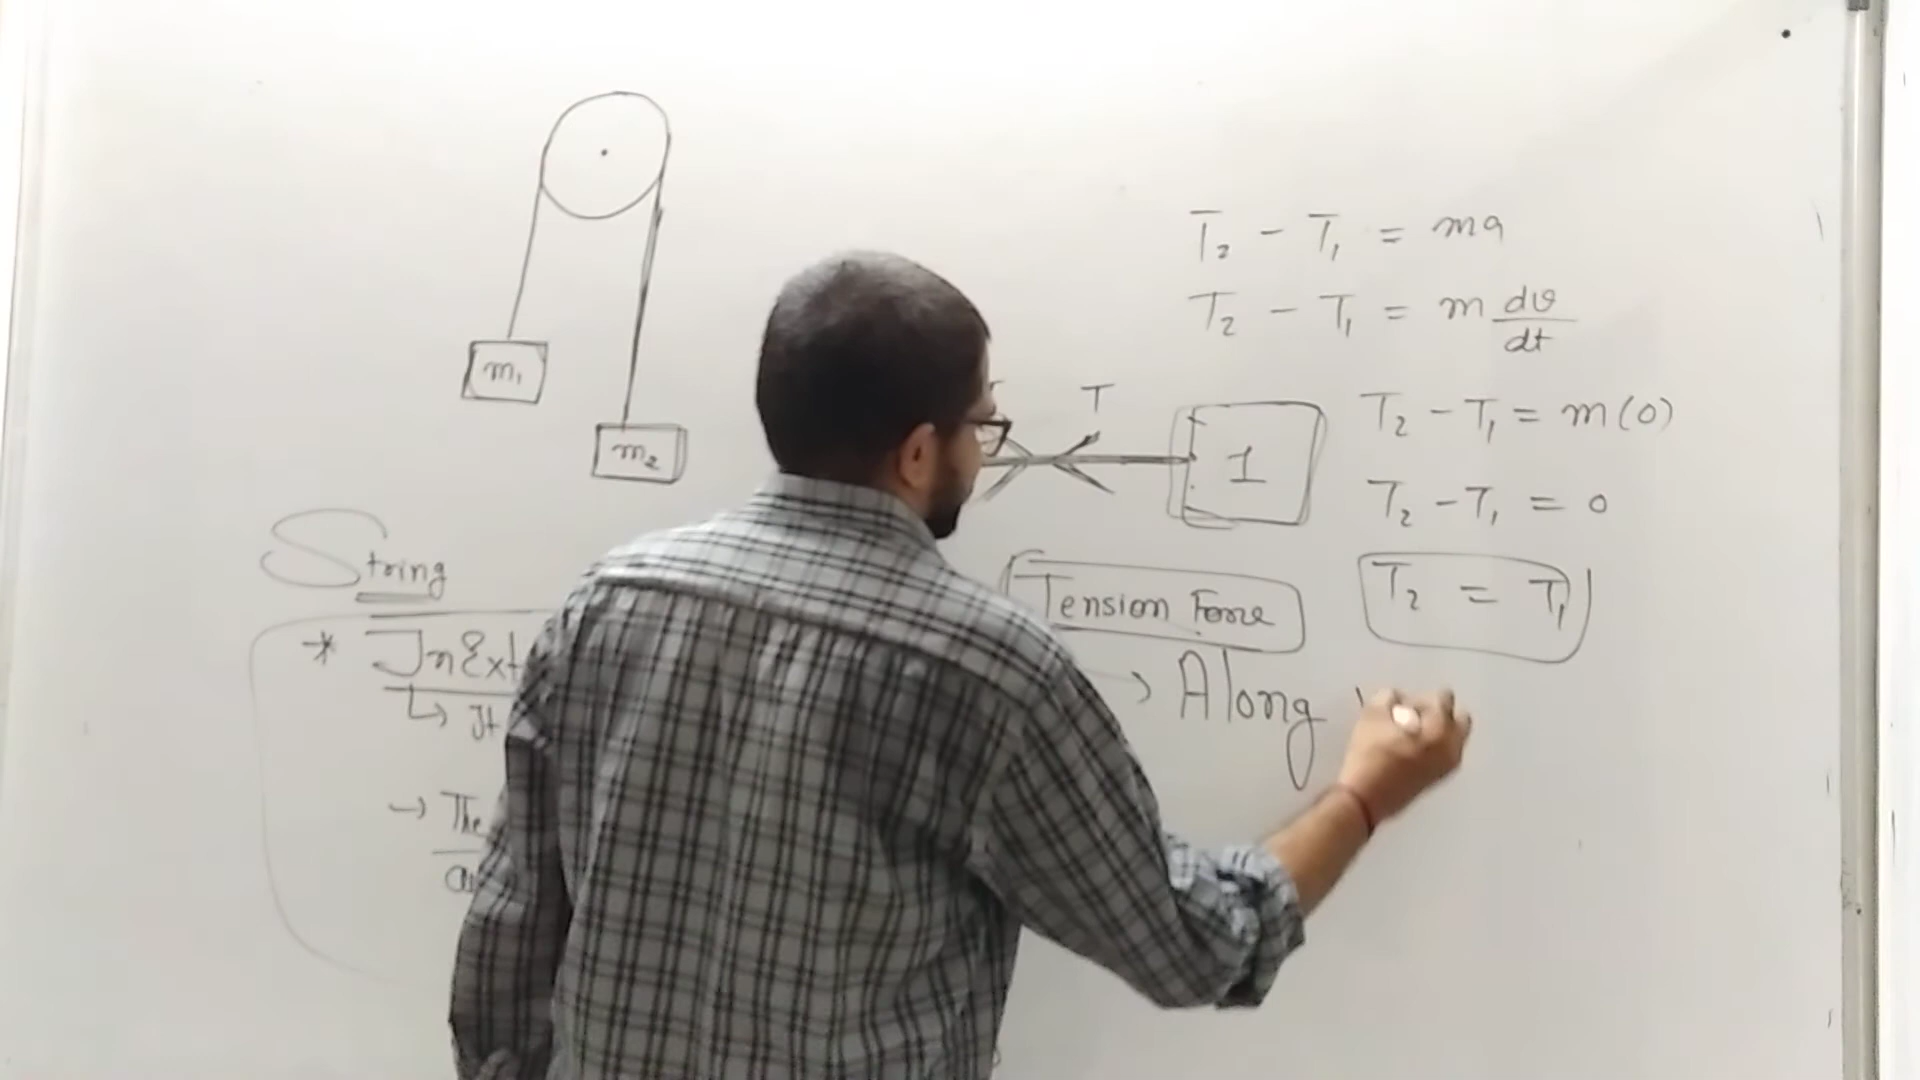 m₁
m₂
T₂ - T₁ = ma
T₂ - T₁ = m dv/dt
T
1
T₂ - T₁ = m(0)
T₂ - T₁ = 0
T₂ = T₁
String
* InExt
↳ It
→ The
Tension Force
→ Along